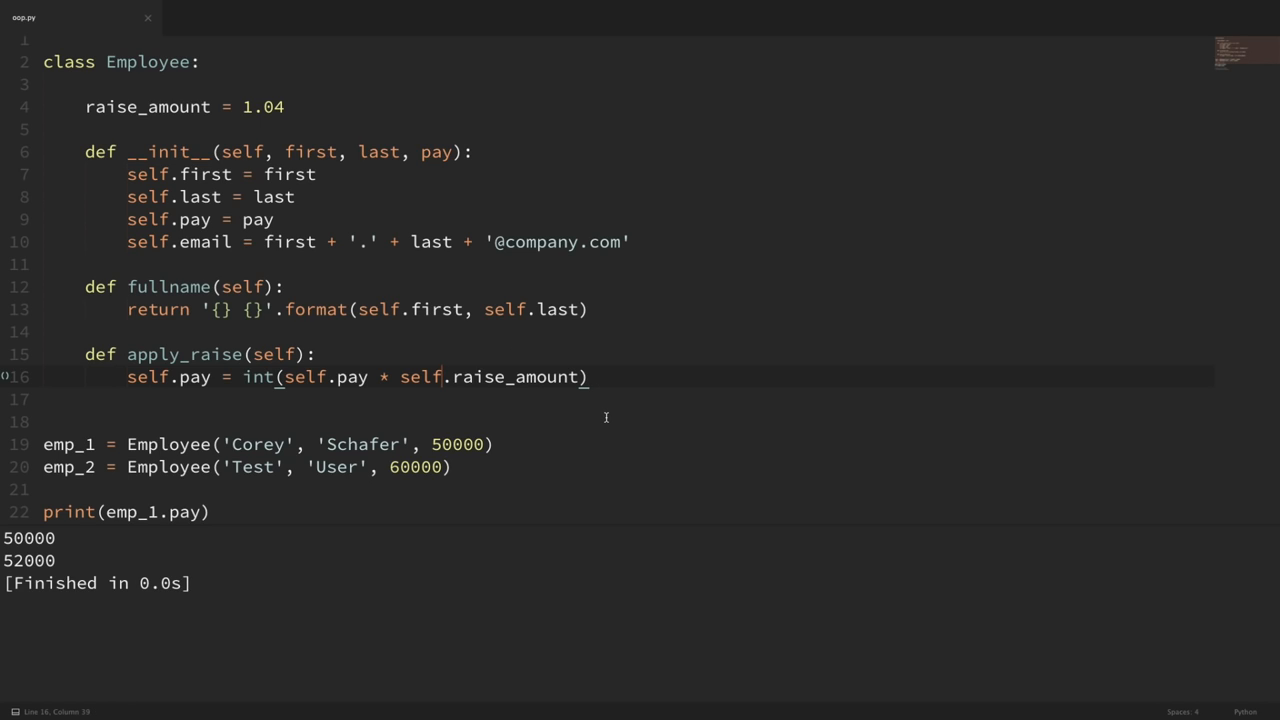 oop.py ×
1
2 class Employee:
3
4     raise_amount = 1.04
5
6     def __init__(self, first, last, pay):
7         self.first = first
8         self.last = last
9         self.pay = pay
10         self.email = first + '.' + last + '@company.com'
11
12     def fullname(self):
13         return '{} {}'.format(self.first, self.last)
14
15     def apply_raise(self):
()16         self.pay = int(self.pay * self.raise_amount)
17
18
19 emp_1 = Employee('Corey', 'Schafer', 50000)
20 emp_2 = Employee('Test', 'User', 60000)
21
22 print(emp_1.pay)
50000
52000
[Finished in 0.0s]
Line 16, Column 39 Spaces: 4 Python